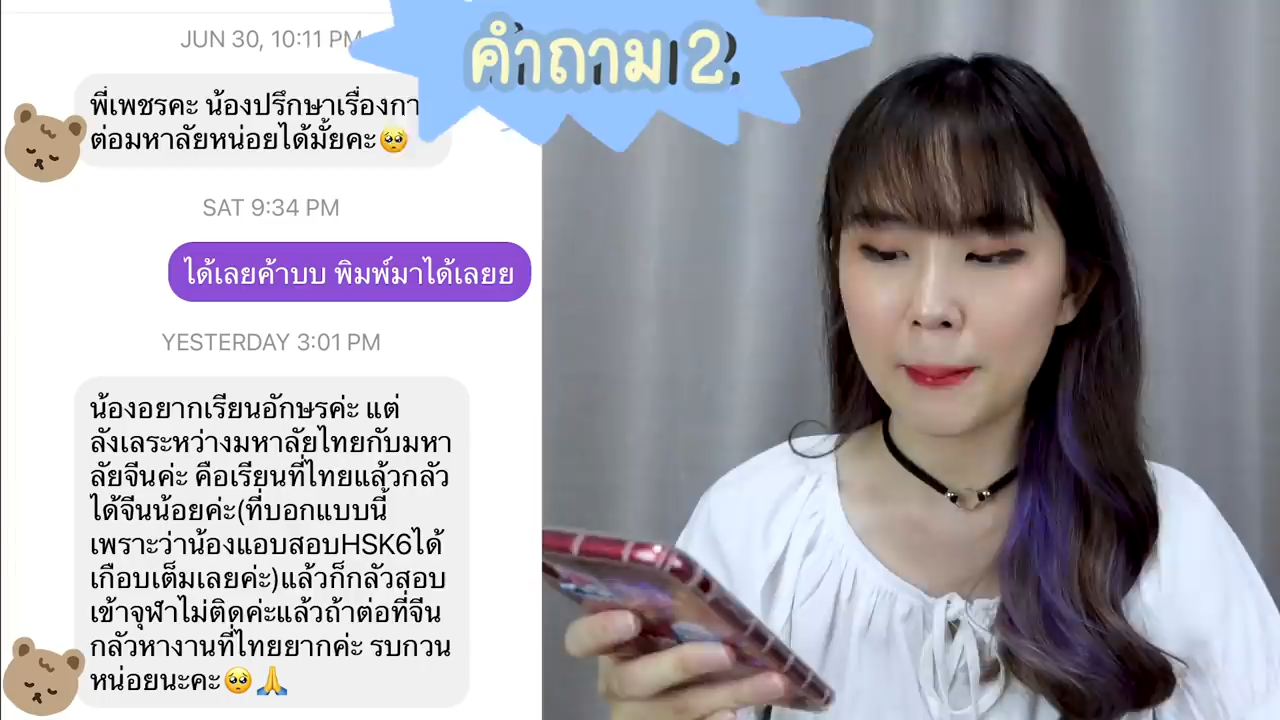 คำถาม 2.
JUN 30, 10:11 PM
พี่เพชรคะ น้องปรึกษาเรื่องกา
ต่อมหาลัยหน่อยได้มั้ยคะ🥺
SAT 9:34 PM
ได้เลยค้าบบ พิมพ์มาได้เลยย
YESTERDAY 3:01 PM
น้องอยากเรียนอักษรค่ะ แต่
ลังเลระหว่างมหาลัยไทยกับมหา
ลัยจีนค่ะ คือเรียนที่ไทยแล้วกลัว
ได้จีนน้อยค่ะ(ที่บอกแบบนี้
เพราะว่าน้องแอบสอบHSK6ได้
เกือบเต็มเลยค่ะ)แล้วก็กลัวสอบ
เข้าจุฬาไม่ติดค่ะแล้วถ้าต่อที่จีน
กลัวหางานที่ไทยยากค่ะ รบกวน
หน่อยนะคะ🥺🙏